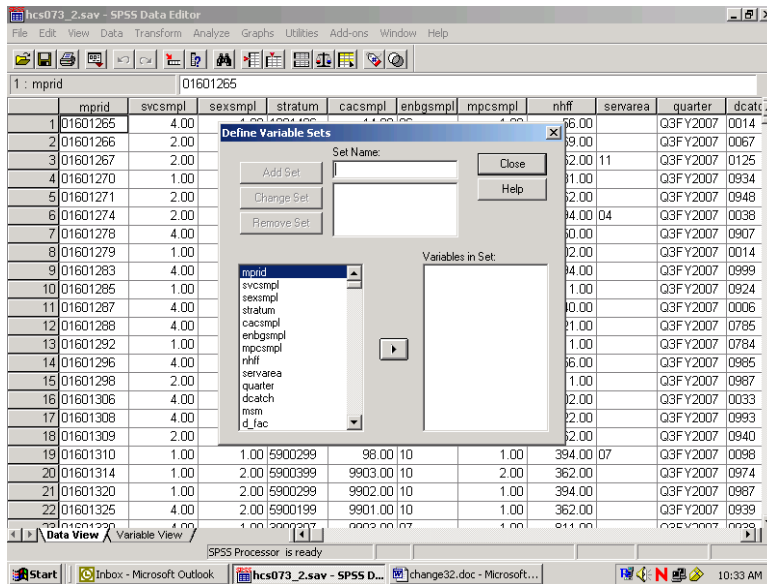 hcs073_2.sav - SPSS Data Editor
File Edit View Data Transform Analyze Graphs Utilities Add-ons Window Help
1 : mprid 01601265
mprid svcsmpl sexsmpl stratum cacsmpl enbgsmpl mpcsmpl nhff servarea quarter dcatc
1 01601265 4.00 Q3FY2007 0014
2 01601266 2.00 Q3FY2007 0067
3 01601267 2.00 11 Q3FY2007 0125
4 01601270 1.00 Q3FY2007 0934
5 01601271 2.00 Q3FY2007 0948
6 01601274 2.00 04 Q3FY2007 0038
7 01601278 4.00 Q3FY2007 0907
8 01601279 1.00 Q3FY2007 0014
9 01601283 4.00 Q3FY2007 0999
10 01601285 1.00 1.00 Q3FY2007 0924
11 01601287 4.00 Q3FY2007 0006
12 01601288 4.00 Q3FY2007 0785
13 01601292 1.00 1.00 Q3FY2007 0784
14 01601296 4.00 Q3FY2007 0985
15 01601298 2.00 1.00 Q3FY2007 0987
16 01601306 4.00 Q3FY2007 0033
17 01601308 4.00 Q3FY2007 0993
18 01601309 2.00 Q3FY2007 0940
19 01601310 1.00 1.00 5900299 98.00 10 1.00 394.00 07 Q3FY2007 0098
20 01601314 1.00 2.00 5900399 9903.00 10 2.00 362.00 Q3FY2007 0974
21 01601320 1.00 2.00 5900299 9902.00 10 1.00 394.00 Q3FY2007 0987
22 01601325 4.00 2.00 5900199 9901.00 10 1.00 362.00 Q3FY2007 0939
Define Variable Sets
Set Name:
Add Set
Change Set
Remove Set
Close
Help
Variables in Set:
mprid
svcsmpl
sexsmpl
stratum
cacsmpl
enbgsmpl
mpcsmpl
nhff
servarea
quarter
dcatch
msm
d_fac
Data View Variable View
SPSS Processor is ready
Start Inbox - Microsoft Outlook hcs073_2.sav - SPSS D... change32.doc - Microsoft... 10:33 AM